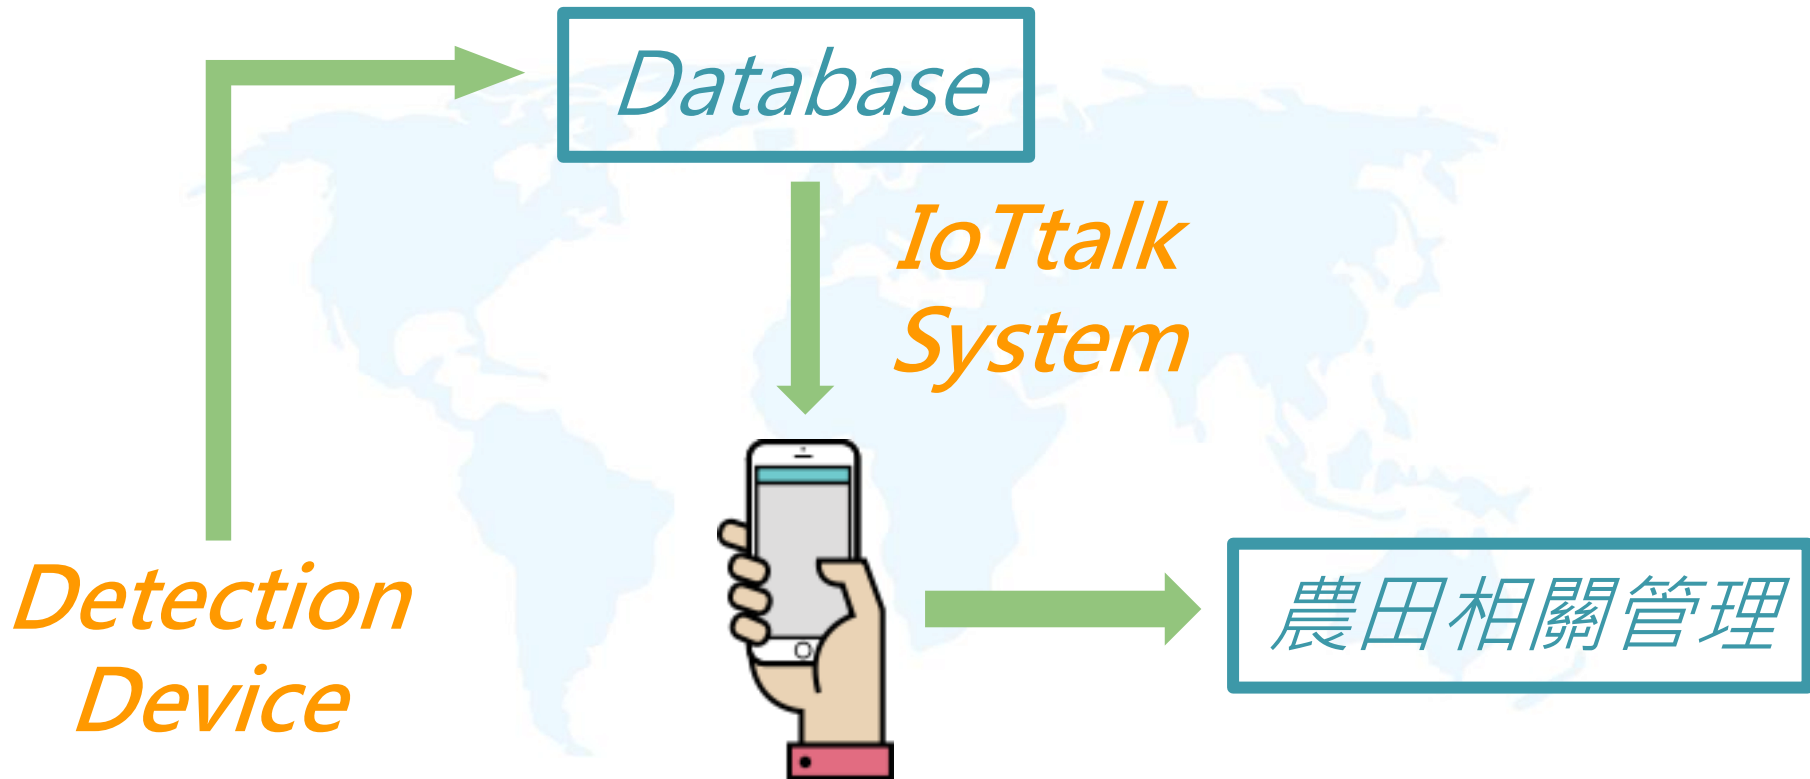 Database
IoTtalk
System
Detection
Device
農田相關管理